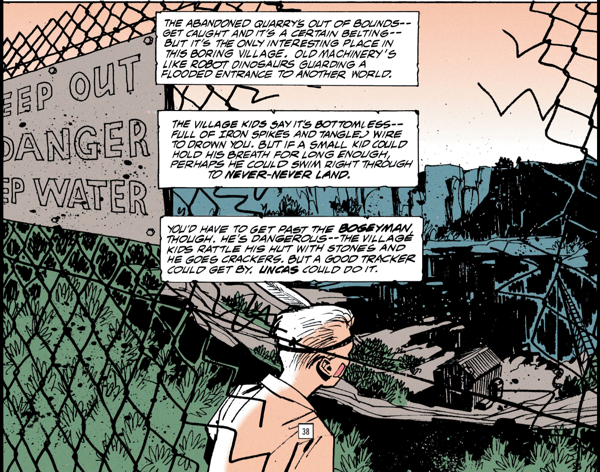 THE ABANDONED QUARRY'S OUT OF BOUNDS--
GET CAUGHT AND IT'S A CERTAIN BELTING--
BUT IT'S THE ONLY INTERESTING PLACE IN
THIS BORING VILLAGE. OLD MACHINERY'S
LIKE ROBOT DINOSAURS GUARDING A
FLOODED ENTRANCE TO ANOTHER WORLD.
EEP OUT
DANGER
EP WATER
THE VILLAGE KIDS SAY IT'S BOTTOMLESS--
FULL OF IRON SPIKES AND TANGLED WIRE
TO DROWN YOU. BUT IF A SMALL KID COULD
HOLD HIS BREATH FOR LONG ENOUGH,
PERHAPS HE COULD SWIM RIGHT THROUGH
TO NEVER-NEVER LAND.
YOU'D HAVE TO GET PAST THE BOGEYMAN,
THOUGH. HE'S DANGEROUS--THE VILLAGE
KIDS RATTLE HIS HUT WITH STONES AND
HE GOES CRACKERS. BUT A GOOD TRACKER
COULD GET BY. UNCAS COULD DO IT.
38